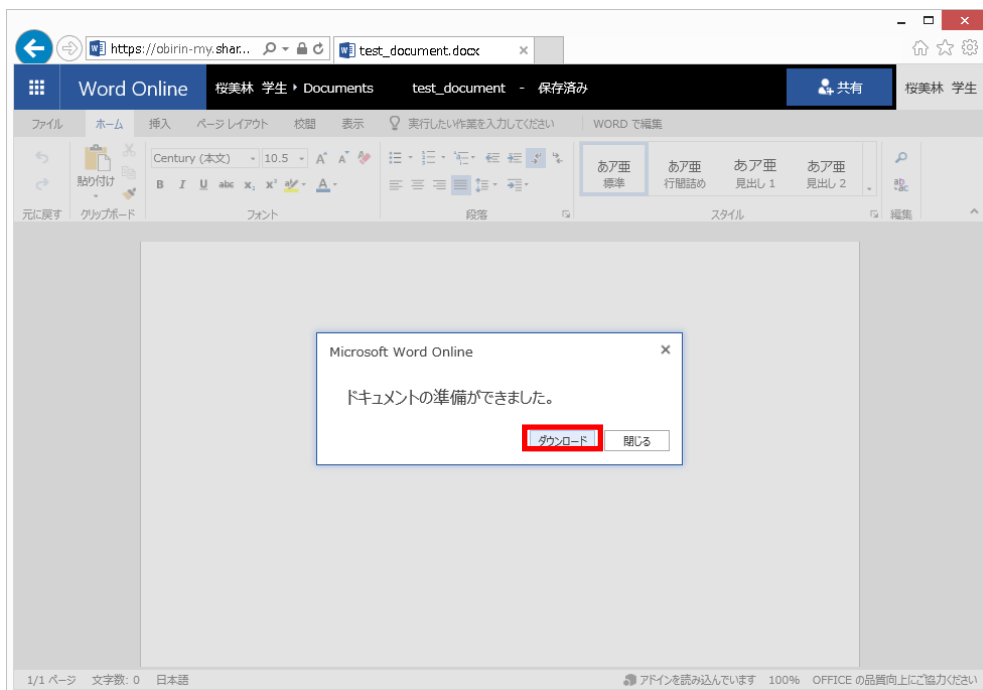 https://obirin-my.shar...
test_document.docx
Word Online 桜美林 学生 ▸ Documents test_document - 保存済み 共有 桜美林 学生
ファイル ホーム 挿入 ページ レイアウト 校閲 表示 実行したい作業を入力してください WORD で編集
Century (本文) 10.5
貼り付け
B I U abc x₂ x² A
あア亜 標準
あア亜 行間詰め
あア亜 見出し 1
あア亜 見出し 2
元に戻す クリップボード フォント 段落 スタイル 編集
Microsoft Word Online
ドキュメントの準備ができました。
ダウンロード 閉じる
1/1 ページ 文字数: 0 日本語 アドインを読み込んでいます 100% OFFICE の品質向上にご協力ください